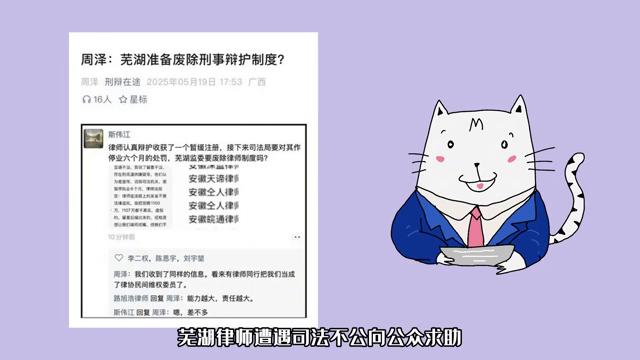 周泽：芜湖准备废除刑事辩护制度？
周泽 刑辩在途 2025年05月19日 17:53 广西
16人 星标
斯伟江
律师认真辩护收获了一个暂缓注册，接下来司法局要对其作
停业六个月的处罚，芜湖监委要废除律师制度吗？
安徽天谛律师
安徽仝人律师
安徽全人律师
安徽皖通律师
10分钟前
李二权，陈恩宇，刘宇堃
周泽：我们收到了同样的信息，看来有律师同行把我们当成
了律协民间维权委员了。
路旭浩律师 回复 周泽：能力越大，责任越大。
斯伟江 回复 周泽：嗯，差不多
芜湖律师遭遇司法不公向公众求助